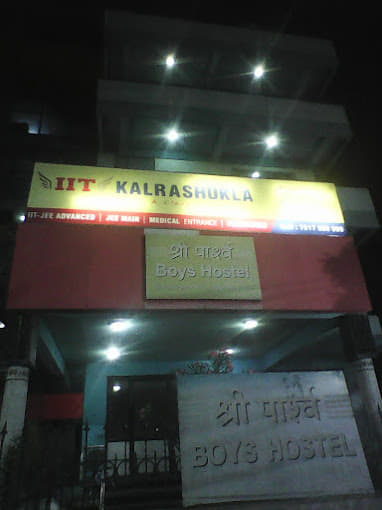 IIT KALRASHUKLA
IIT-JEE ADVANCED | JEE MAIN | MEDICAL ENTRANCE |
श्री पार्श्व
Boys Hostel
श्री पार्श्व
BOYS HOSTEL